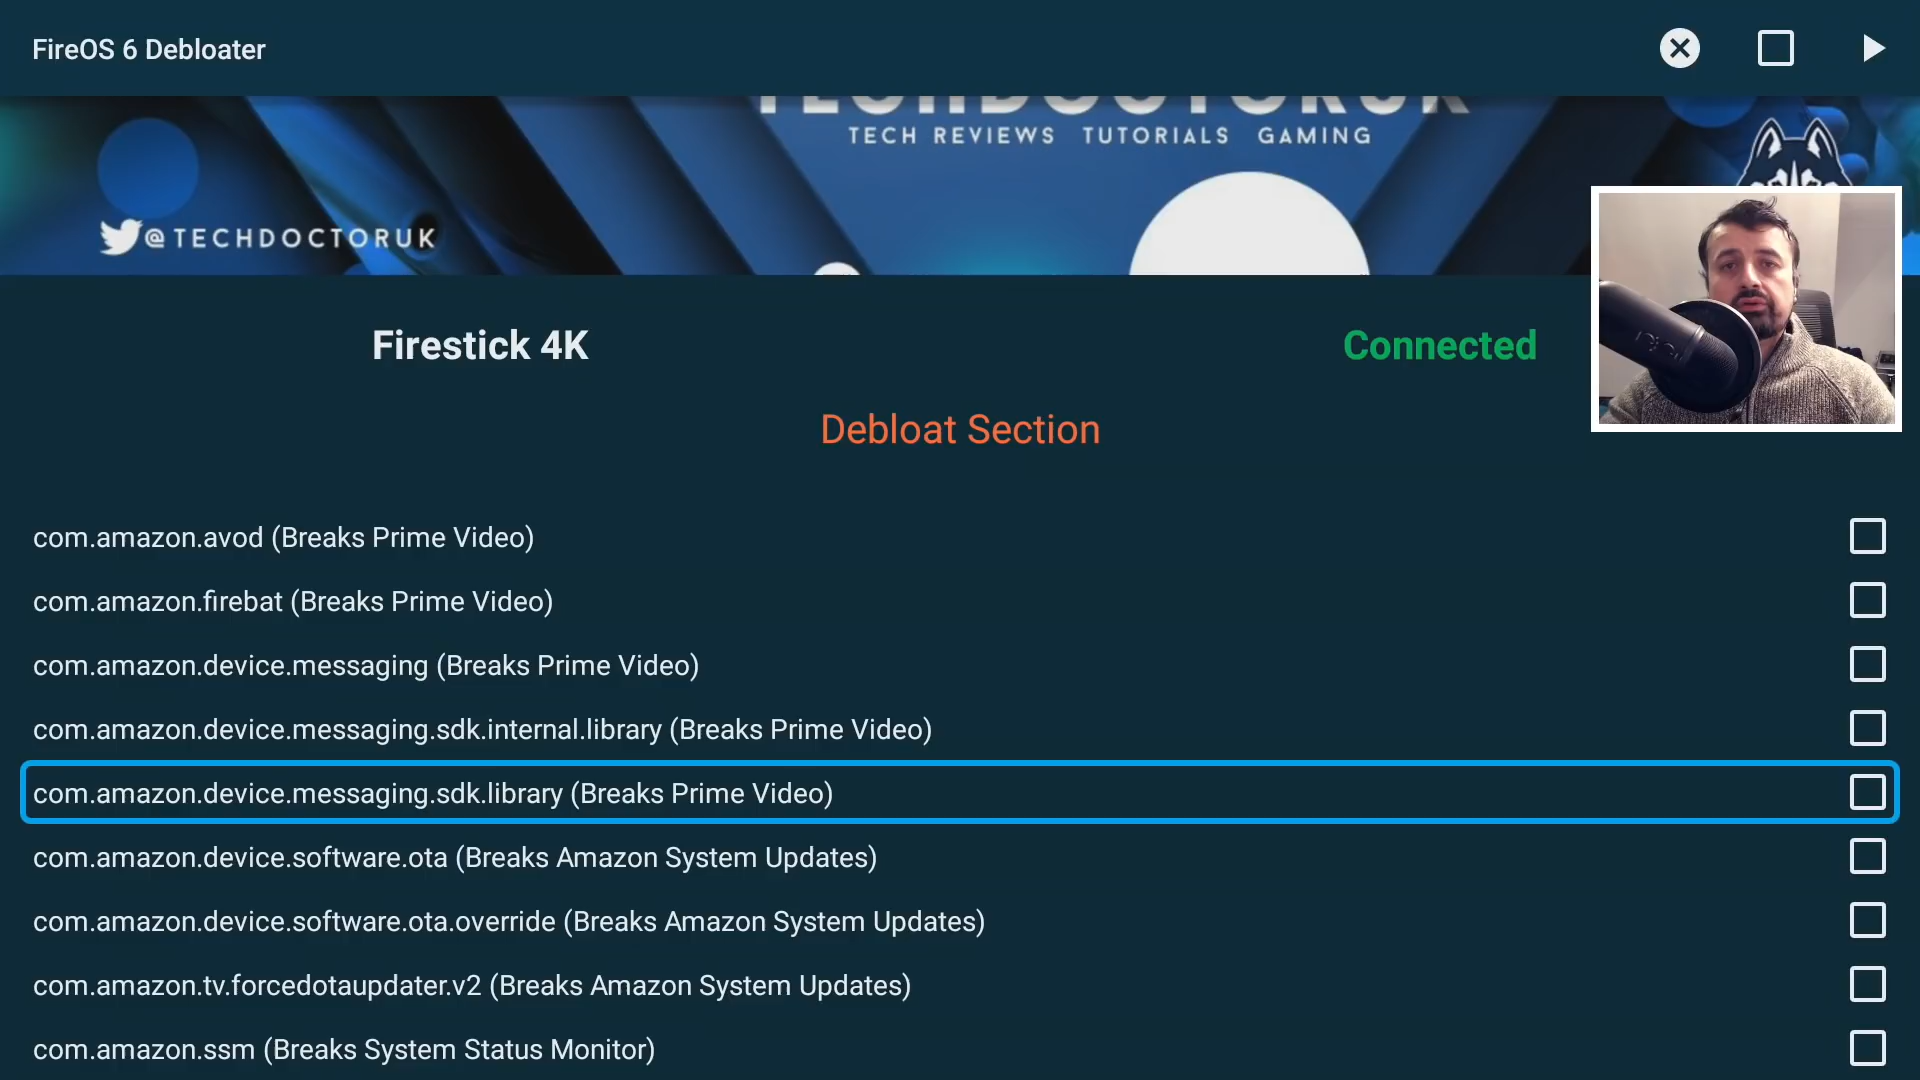 FireOS 6 Debloater
TECHDOCTORUK
TECH REVIEWS TUTORIALS GAMING
@TECHDOCTORUK
Firestick 4K
Connected
Debloat Section
com.amazon.avod (Breaks Prime Video)
com.amazon.firebat (Breaks Prime Video)
com.amazon.device.messaging (Breaks Prime Video)
com.amazon.device.messaging.sdk.internal.library (Breaks Prime Video)
com.amazon.device.messaging.sdk.library (Breaks Prime Video)
com.amazon.device.software.ota (Breaks Amazon System Updates)
com.amazon.device.software.ota.override (Breaks Amazon System Updates)
com.amazon.tv.forcedotaupdater.v2 (Breaks Amazon System Updates)
com.amazon.ssm (Breaks System Status Monitor)